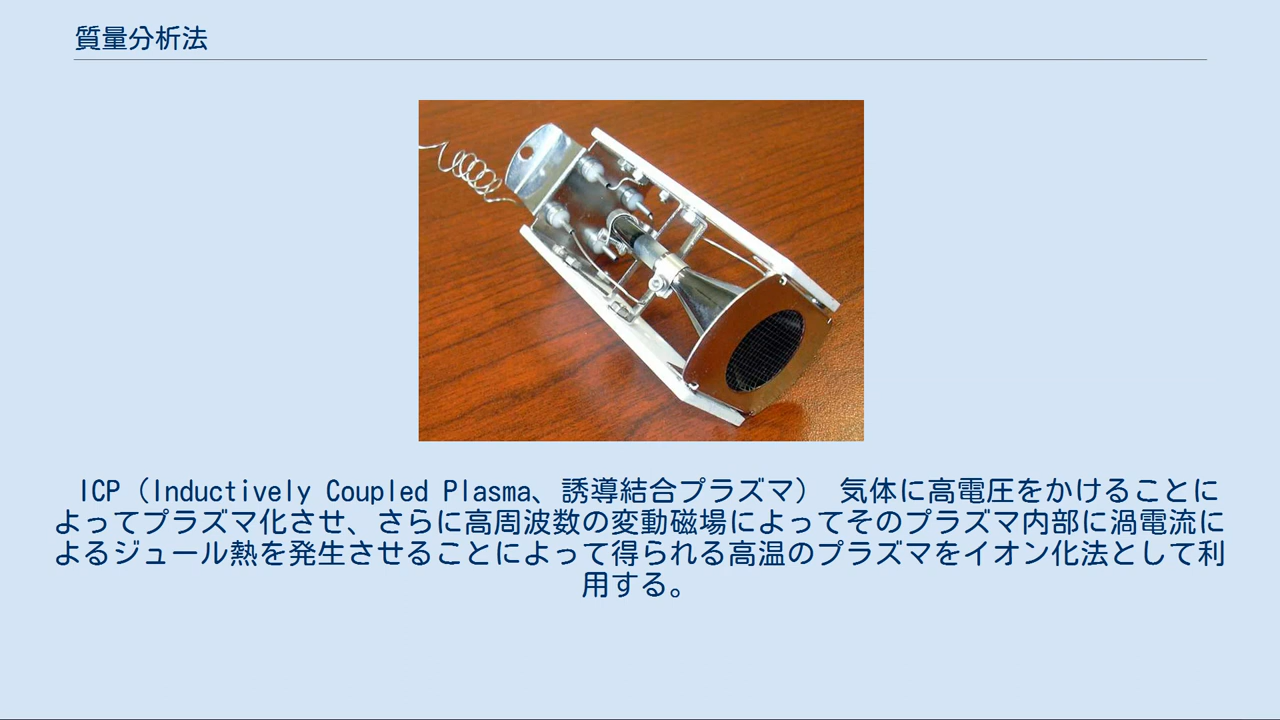 質量分析法
ICP（Inductively Coupled Plasma、誘導結合プラズマ） 気体に高電圧をかけることに
よってプラズマ化させ、さらに高周波数の変動磁場によってそのプラズマ内部に渦電流に
よるジュール熱を発生させることによって得られる高温のプラズマをイオン化法として利
用する。